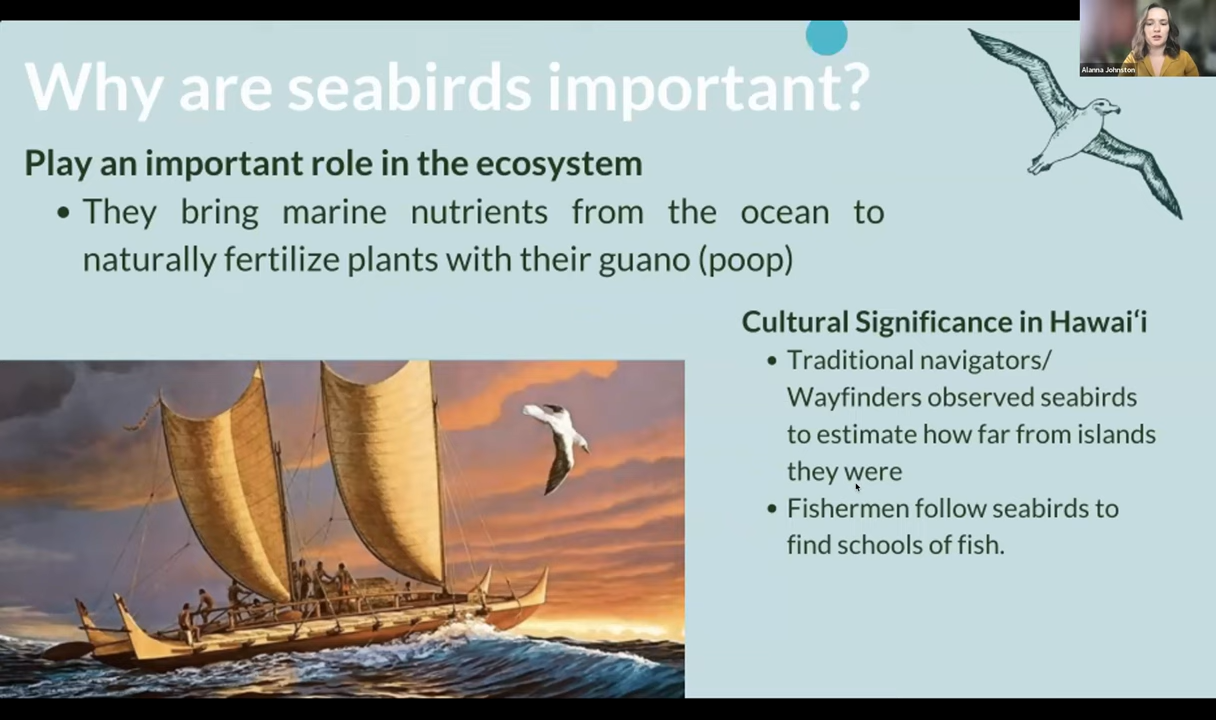 Alanna Johnston
Why are seabirds important?
Play an important role in the ecosystem
• They bring marine nutrients from the ocean to
naturally fertilize plants with their guano (poop)
Cultural Significance in Hawaiʻi
• Traditional navigators/
Wayfinders observed seabirds
to estimate how far from islands
they were
• Fishermen follow seabirds to
find schools of fish.